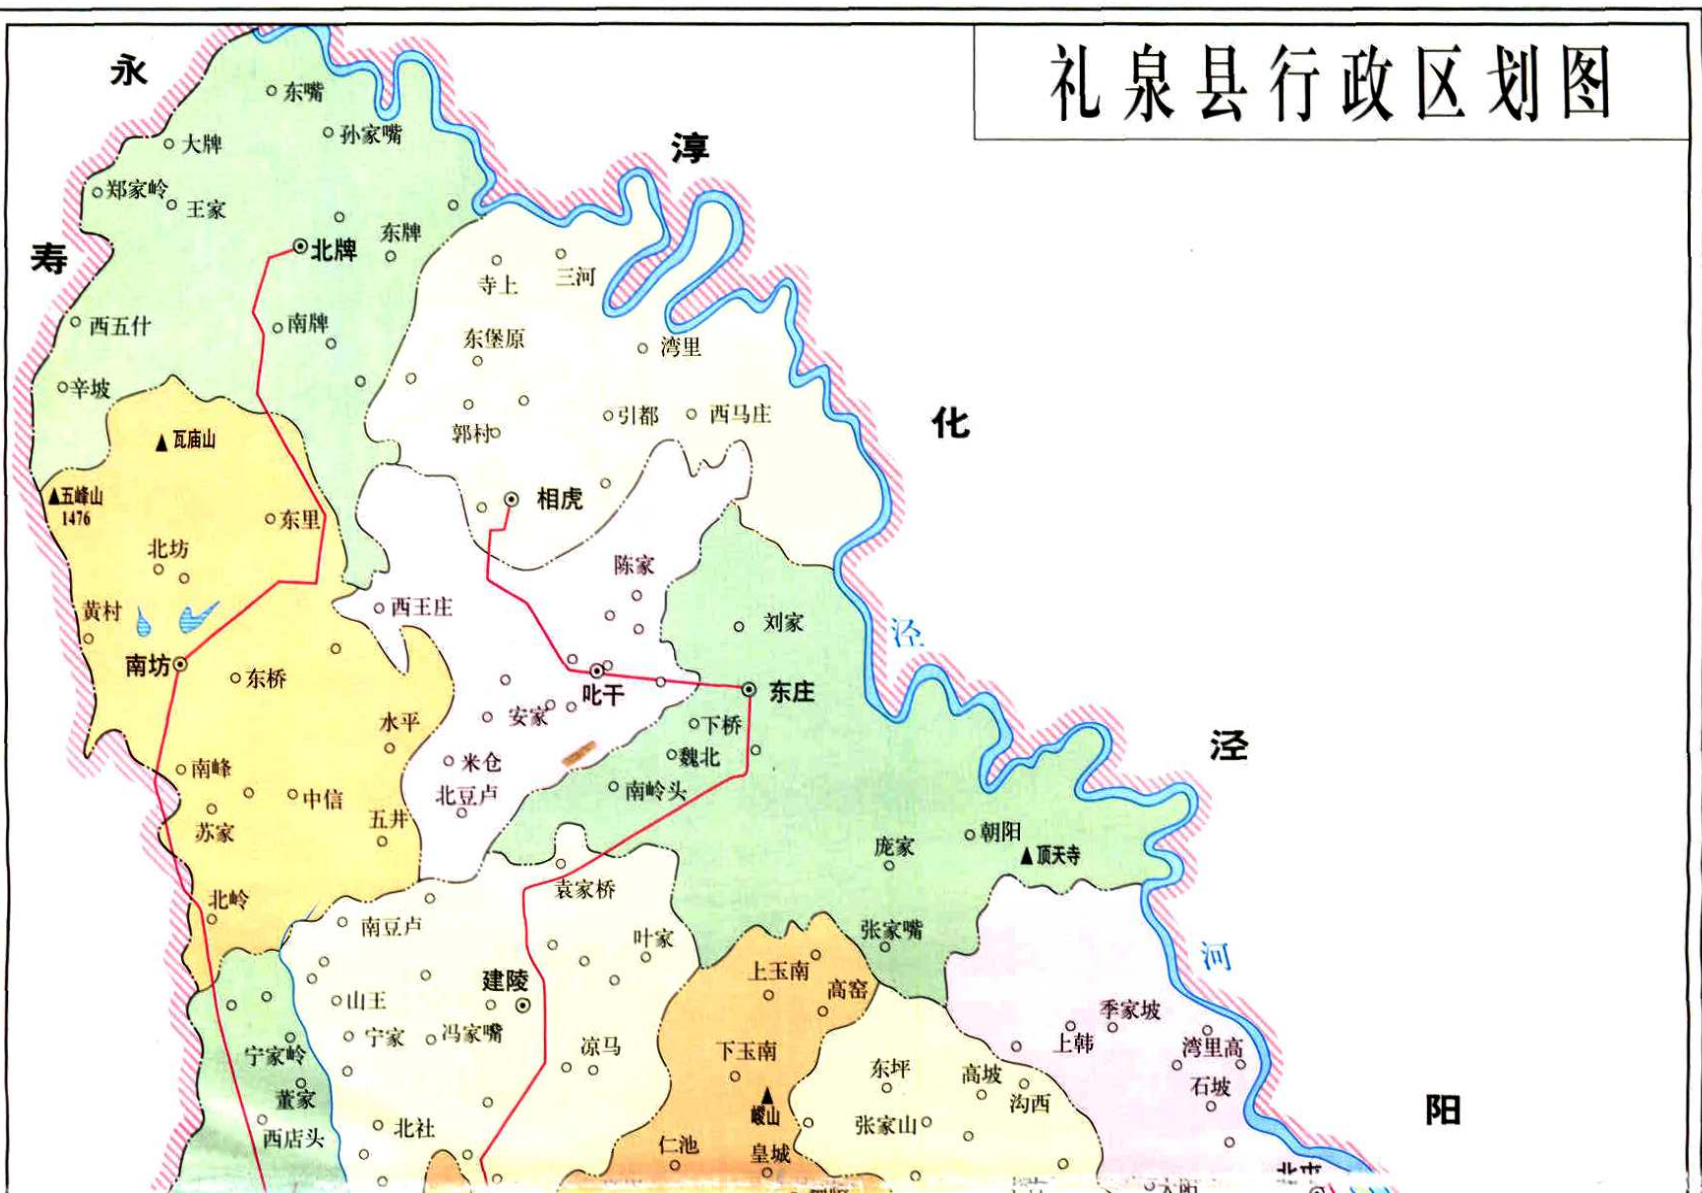 礼泉县行政区划图
永
东嘴
孙家嘴
大牌
淳
郑家岭
王家
东牌
寿
北牌
寺上
三河
西五什
南牌
东堡原
湾里
辛坡
引都
西马庄
化
郭村
瓦庙山
五峰山
1476
相虎
东里
北坊
陈家
黄村
西王庄
刘家
泾
南坊
东桥
叱干
东庄
安家
水平
下桥
泾
魏北
米仓
南峰
南岭头
北豆卢
中信
五井
苏家
朝阳
庞家
顶天寺
袁家桥
北岭
南豆卢
叶家
张家嘴
河
上玉南
建陵
高窑
山王
季家坡
宁家
冯家嘴
凉马
上韩
湾里高
宁家岭
下玉南
东坪
高坡
石坡
董家
沟西
㟙山
阳
西店头
北社
张家山
仁池
皇城
北屯